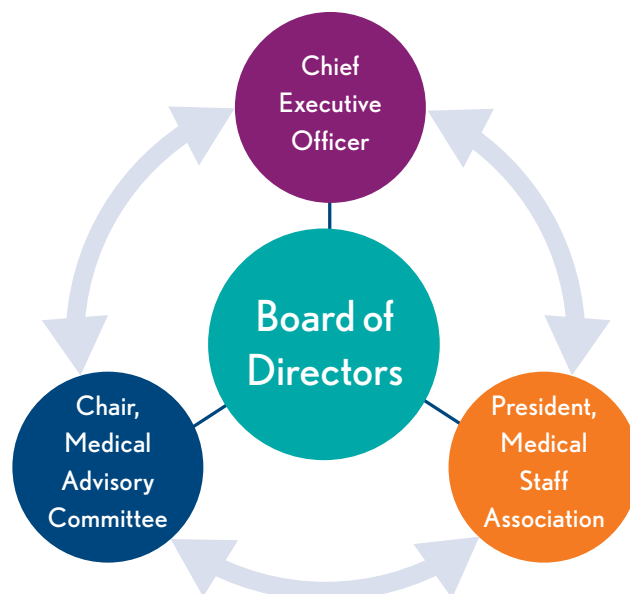 Chief
Executive
Officer
Board of
Directors
Chair,
Medical
Advisory
Committee
President,
Medical
Staff
Association